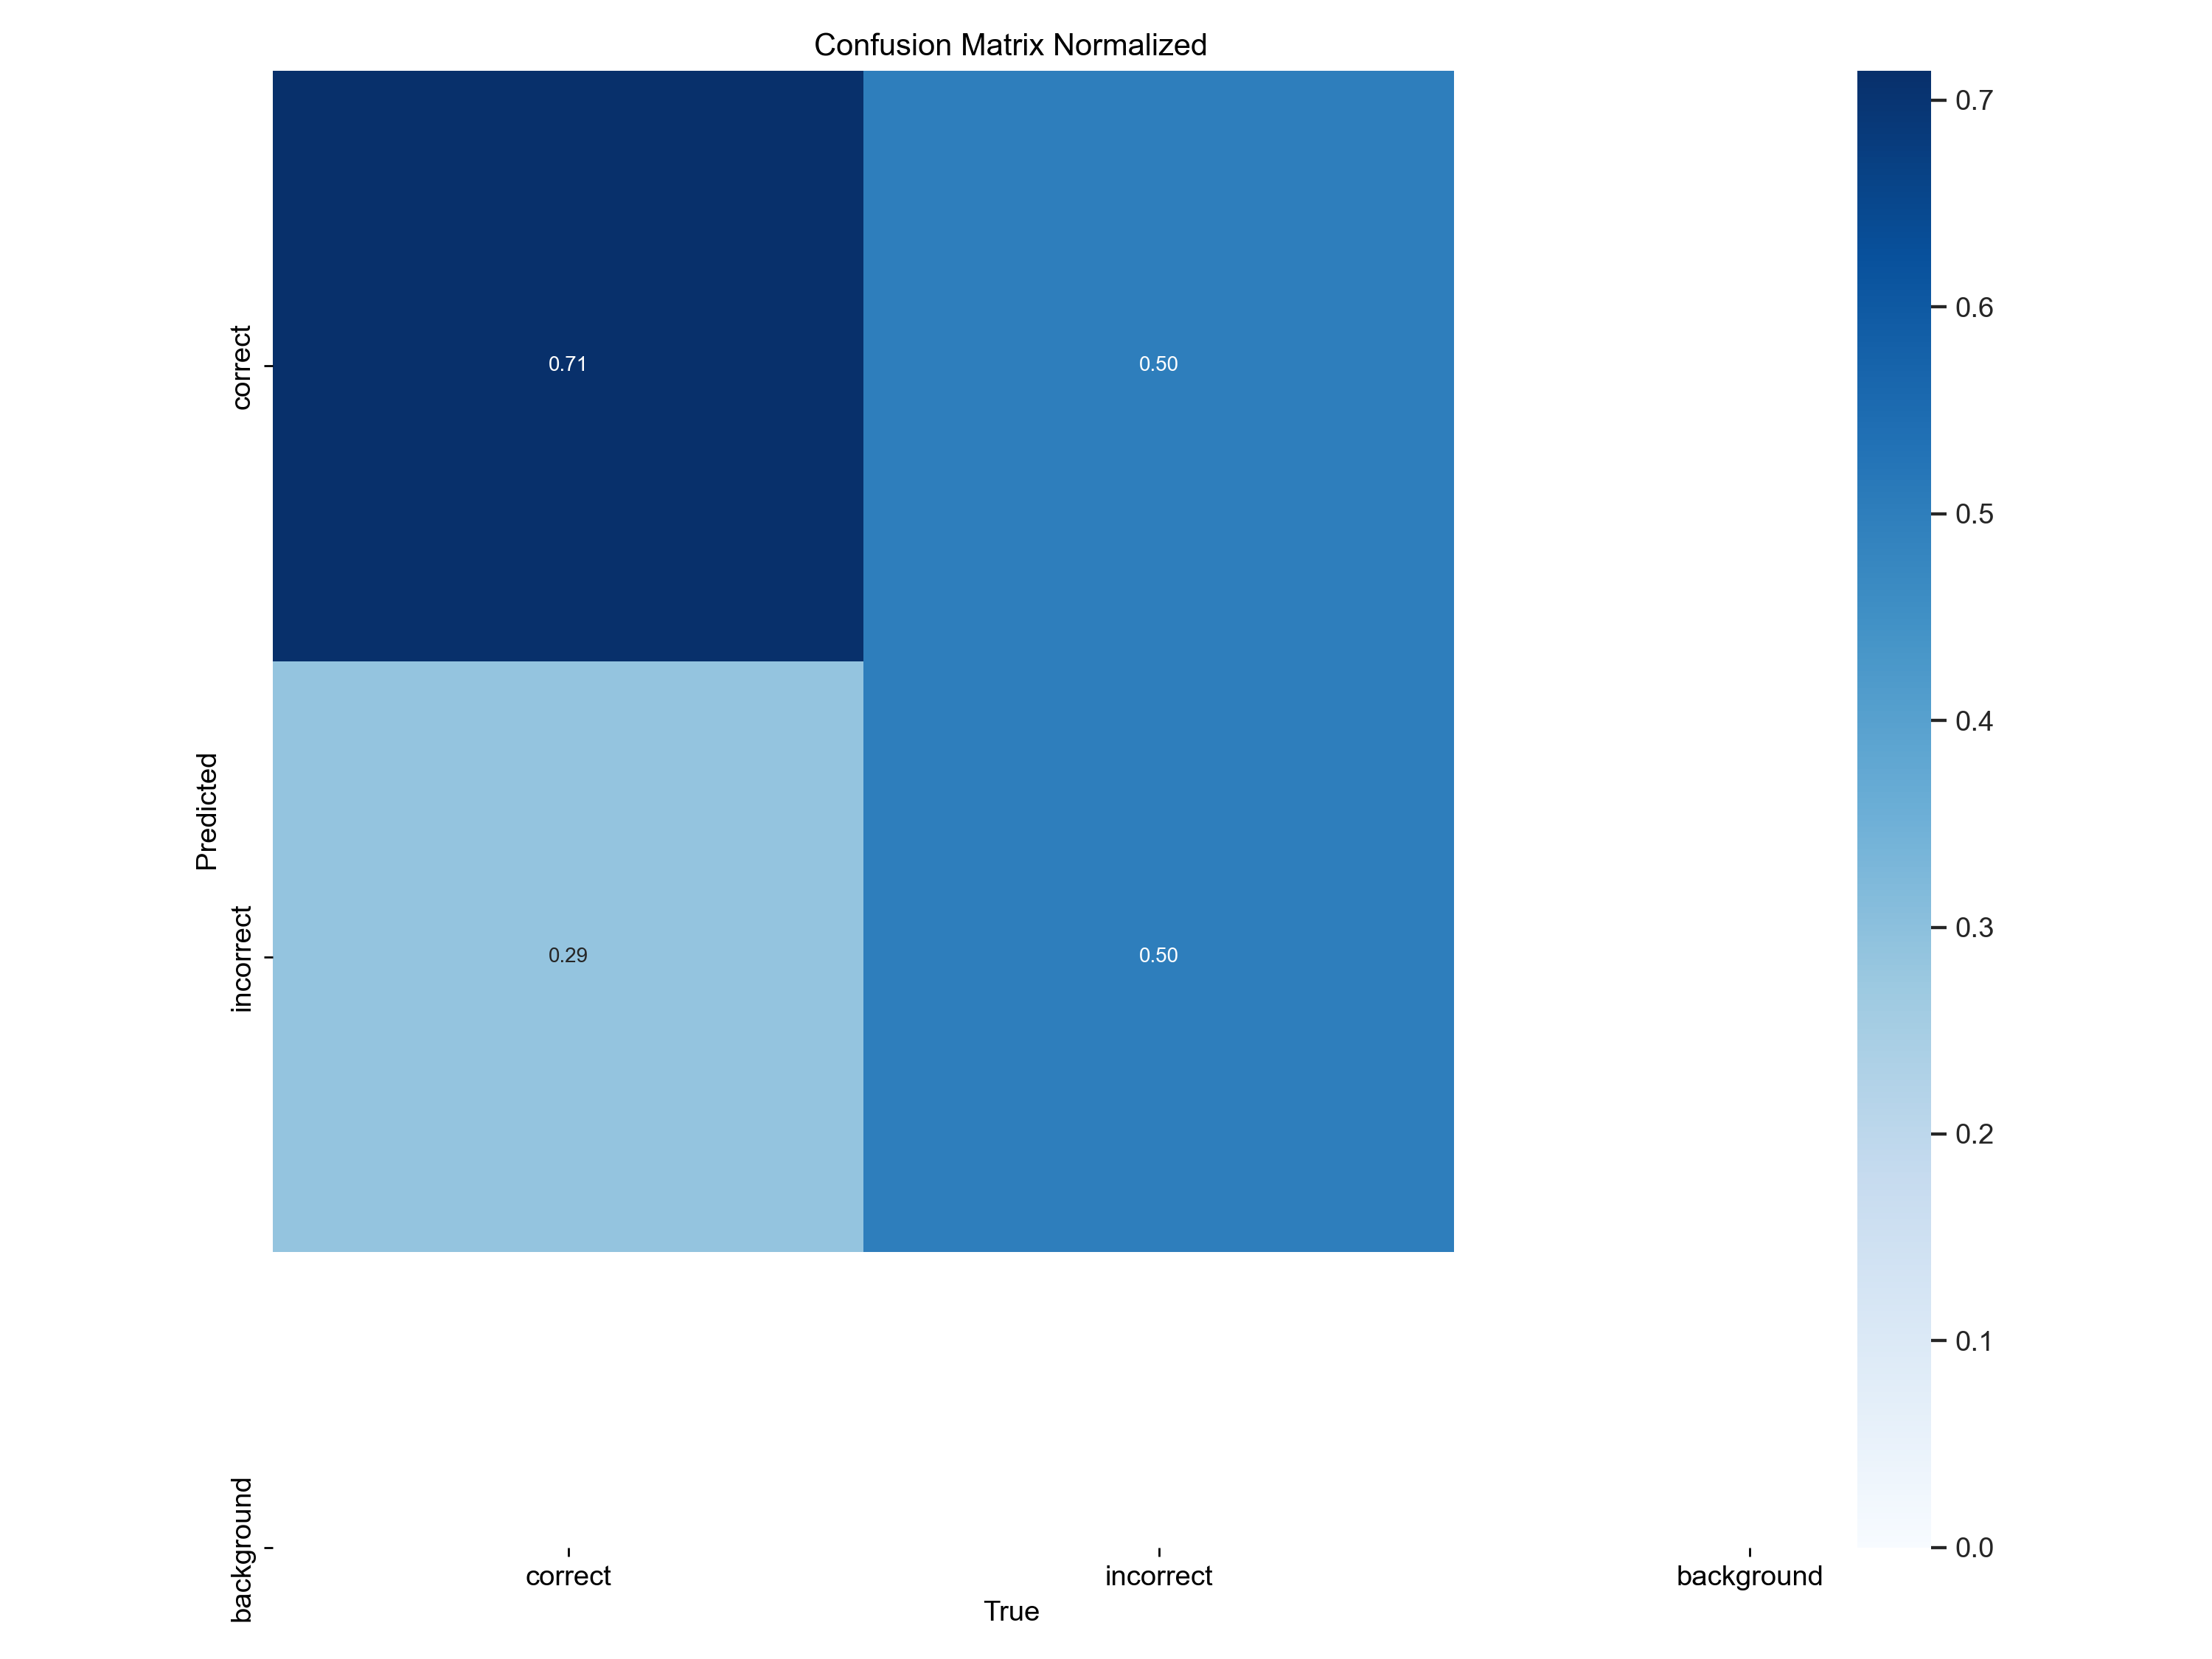 Confusion Matrix Normalized
correct
0.71
0.50
incorrect
0.29
0.50
background
Predicted
correct
incorrect
background
True
0.7
0.6
0.5
0.4
0.3
0.2
0.1
0.0